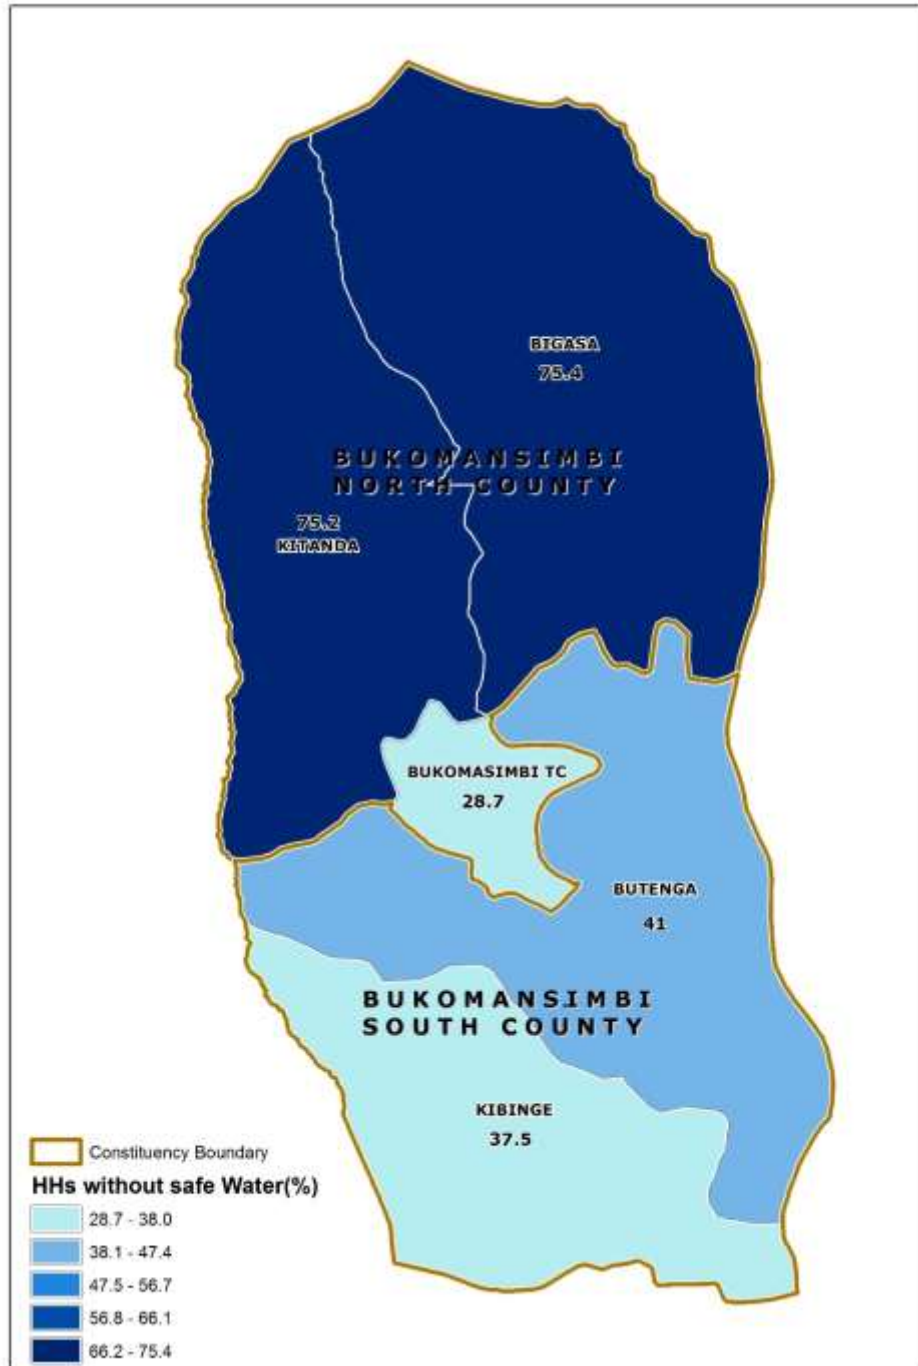 BIGASA
75.4
BUKOMANSIMBI
NORTH COUNTY
75.2
KITANDA
BUKOMASIMBI TC
28.7
BUTENGA
41
BUKOMANSIMBI
SOUTH COUNTY
KIBINGE
37.5
Constituency Boundary
HHs without safe Water(%)
28.7 - 38.0
38.1 - 47.4
47.5 - 56.7
56.8 - 66.1
66.2 - 75.4